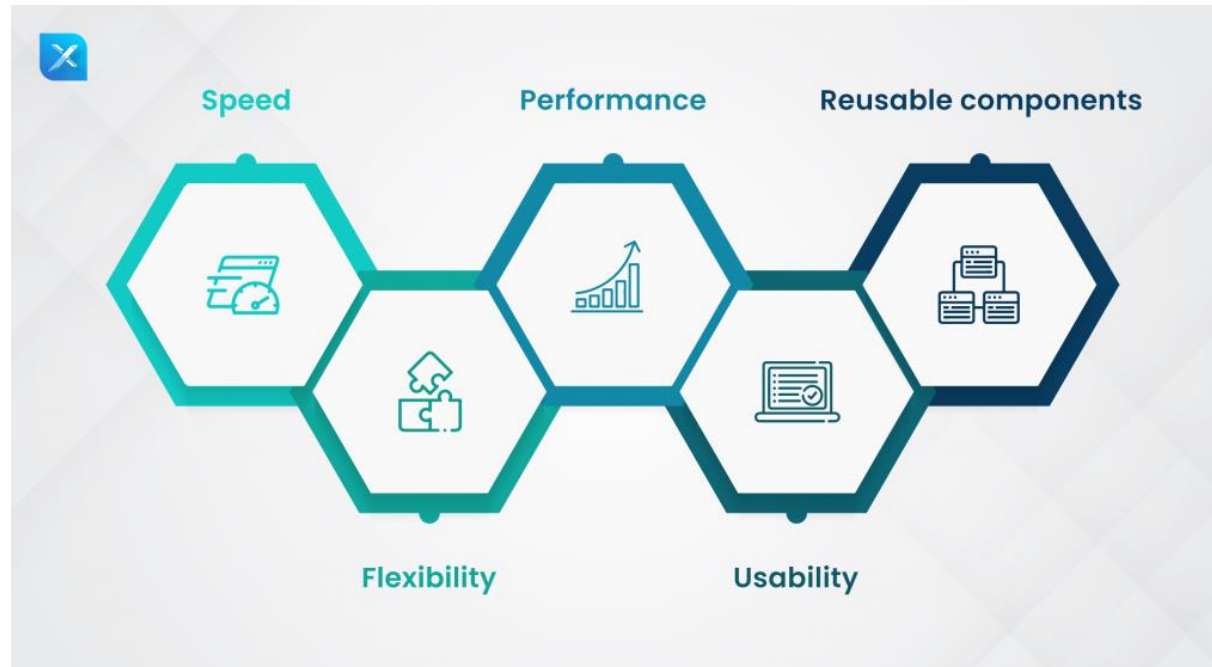 Speed
Performance
Reusable components
Flexibility
Usability